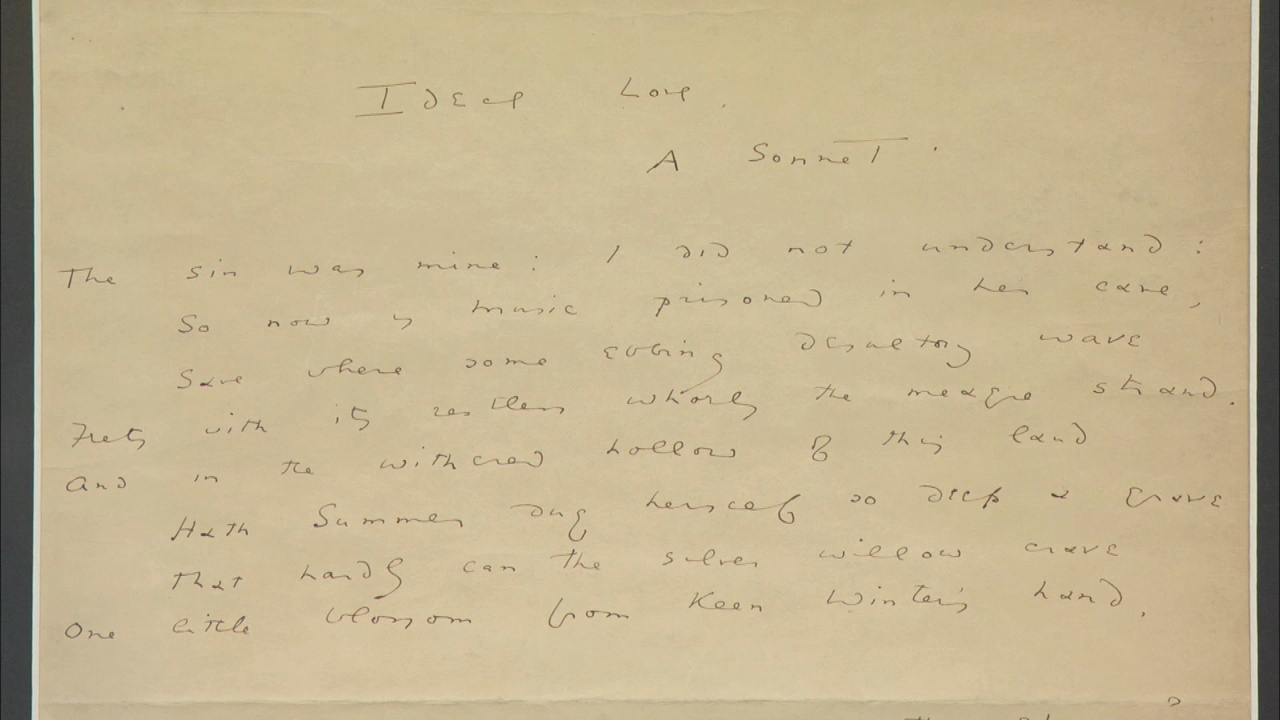 Ideal Love.
A Sonnet.
The sin was mine: I did not understand:
So now is music prisoned in her cave,
Save where some ebbing desultory wave
Frets with its restless whorls the meagre strand.
And in the withered hollow of this land
Hath Summer dug herself so deep a grave
That hardly can the silver willow crave
One little blossom from Keen Winter's hand.